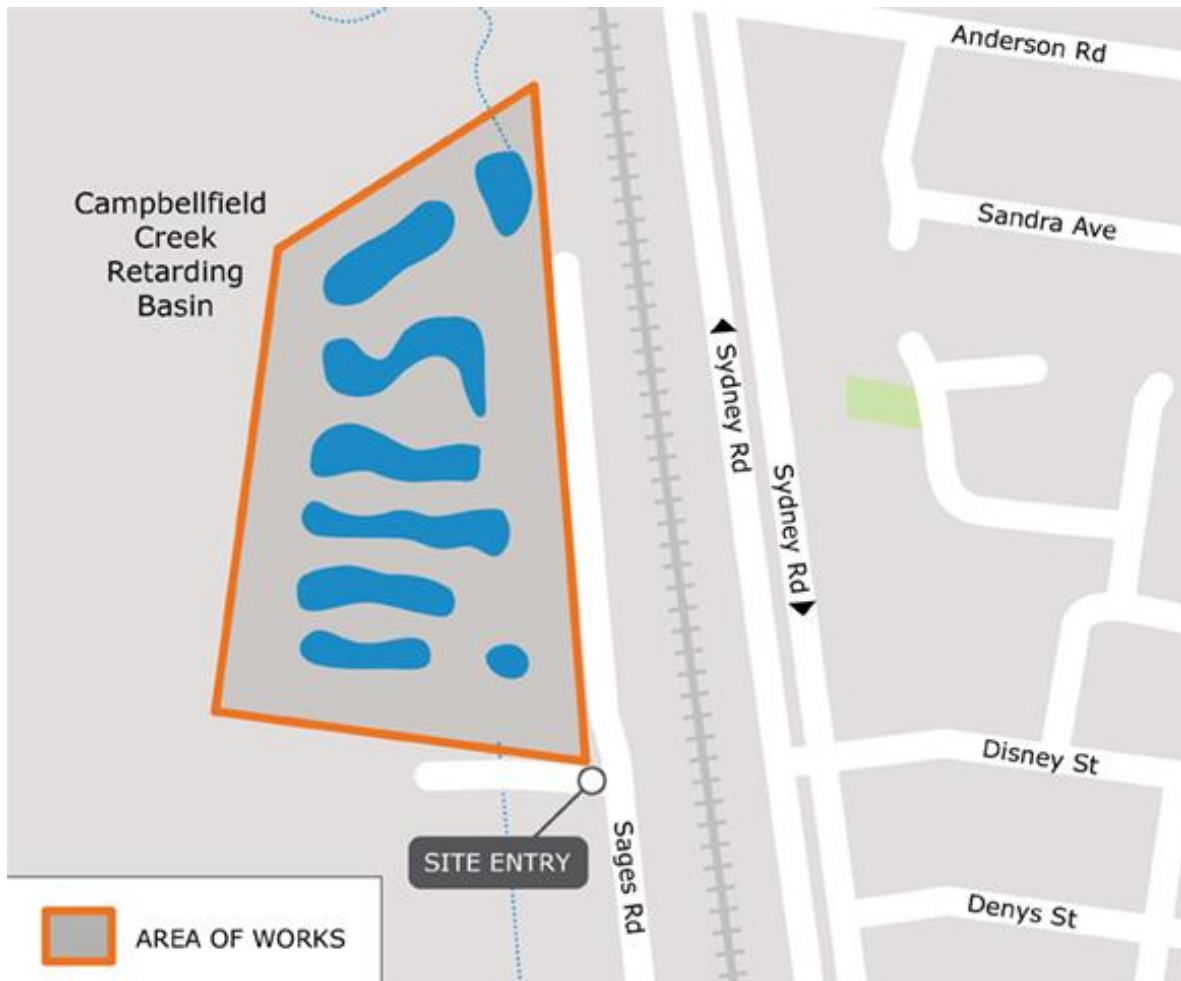 Anderson Rd
Sandra Ave
Campbellfield
Creek
Retarding
Basin
Sydney Rd
Sydney Rd
Disney St
SITE ENTRY
Sages Rd
Denys St
AREA OF WORKS